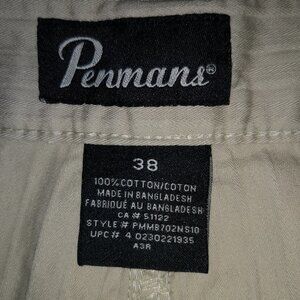 Penmans®
38
100% COTTON/COTON
MADE IN BANGLADESH
FABRIQUÉ AU BANGLADESH
CA # 51122
STYLE # PMMB702NS10
UPC # 4 0230221935
A3R